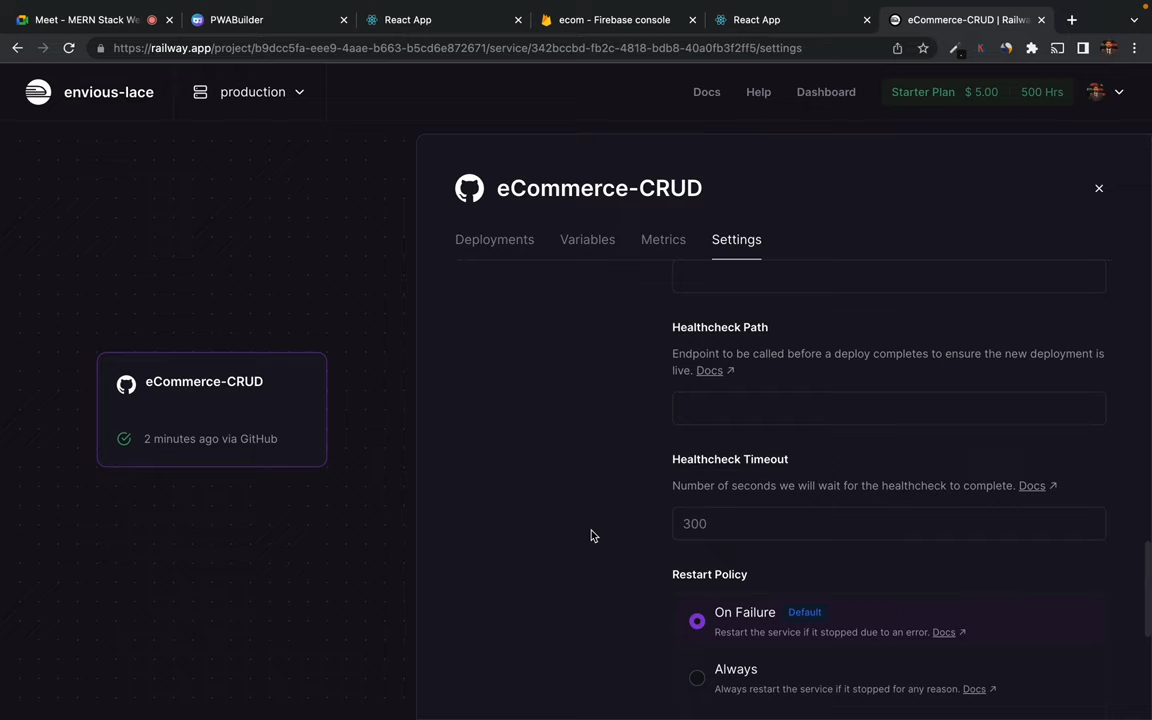 Meet - MERN Stack We
PWABuilder
React App
ecom - Firebase console
React App
eCommerce-CRUD | Railwa
https://railway.app/project/b9dcc5fa-eee9-4aae-b663-b5cd6e872671/service/342bccbd-fb2c-4818-bdb8-40a0fb3f2ff5/settings
envious-lace
production
Docs
Help
Dashboard
Starter Plan $ 5.00 500 Hrs
eCommerce-CRUD
Deployments
Variables
Metrics
Settings
Healthcheck Path
Endpoint to be called before a deploy completes to ensure the new deployment is
live. Docs ↗
eCommerce-CRUD
2 minutes ago via GitHub
Healthcheck Timeout
Number of seconds we will wait for the healthcheck to complete. Docs ↗
300
Restart Policy
On Failure Default
Restart the service if it stopped due to an error. Docs ↗
Always
Always restart the service if it stopped for any reason. Docs ↗